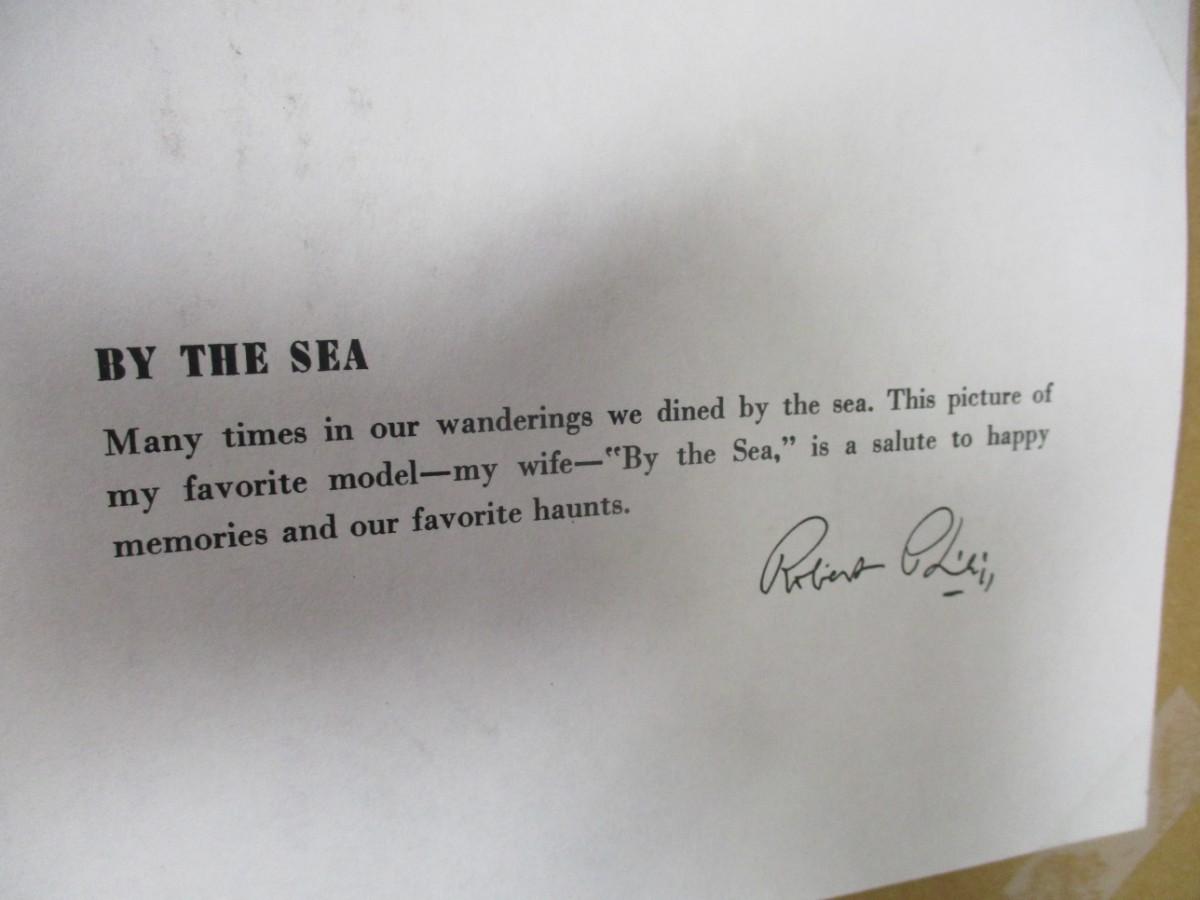 BY THE SEA
Many times in our wanderings we dined by the sea. This picture of
my favorite model—my wife—"By the Sea," is a salute to happy
memories and our favorite haunts.
Robert